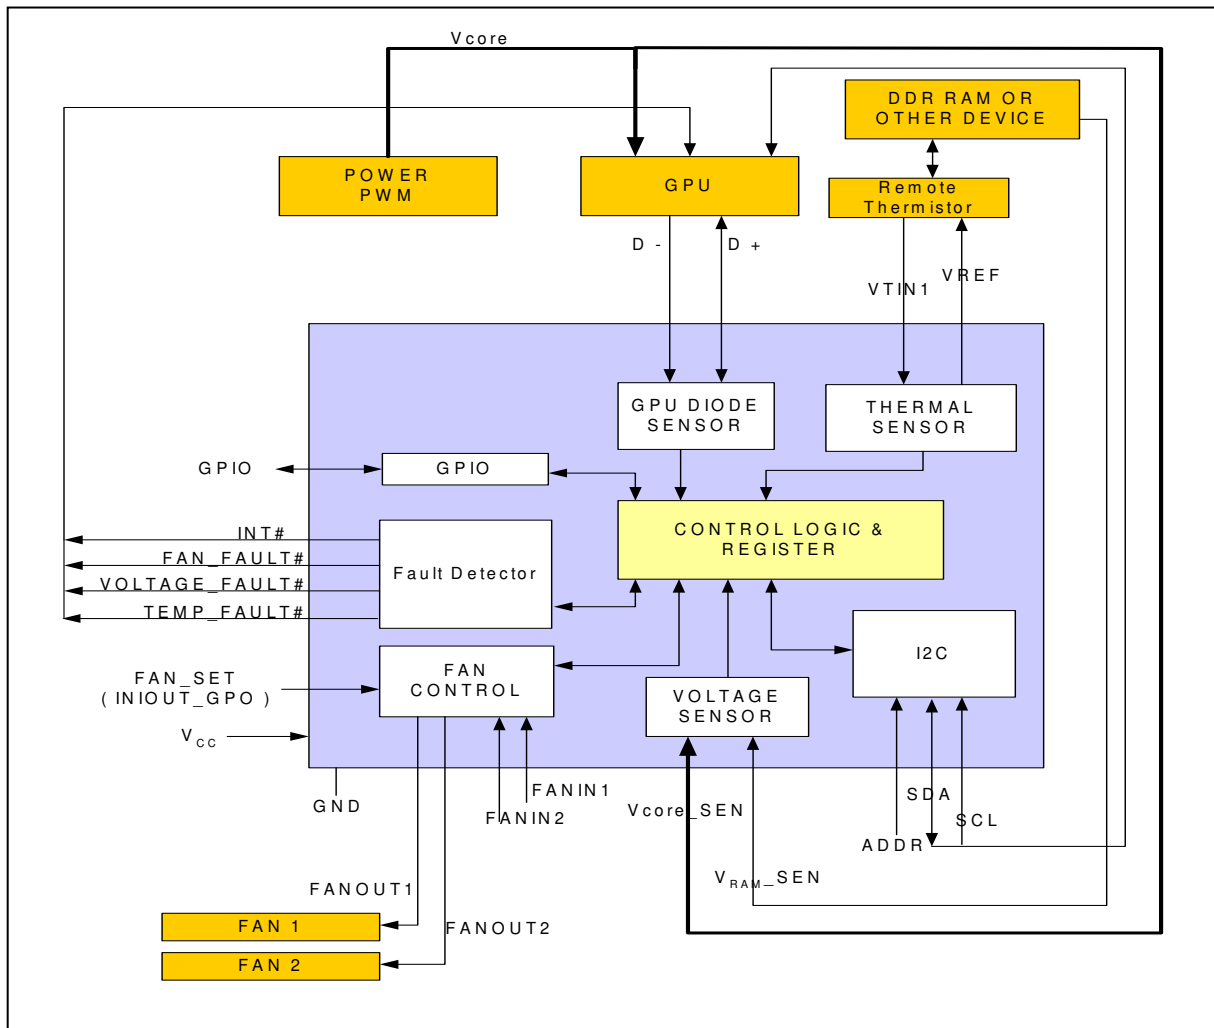 Vcore
DDR RAM OR
OTHER DEVICE
POWER
PWM
GPU
Remote
Thermistor
D -
D +
VTIN1
VREF
GPU DIODE
SENSOR
THERMAL
SENSOR
GPIO
GPIO
CONTROL LOGIC &
REGISTER
INT#
FAN_FAULT#
VOLTAGE_FAULT#
TEMP_FAULT#
Fault Detector
I2C
FAN_SET
( INIOUT_GPO )
FAN
CONTROL
VOLTAGE
SENSOR
VCC
GND
FANIN1
FANIN2
Vcore_SEN
SDA
SCL
ADDR
VRAM_SEN
FANOUT1
FANOUT2
FAN 1
FAN 2